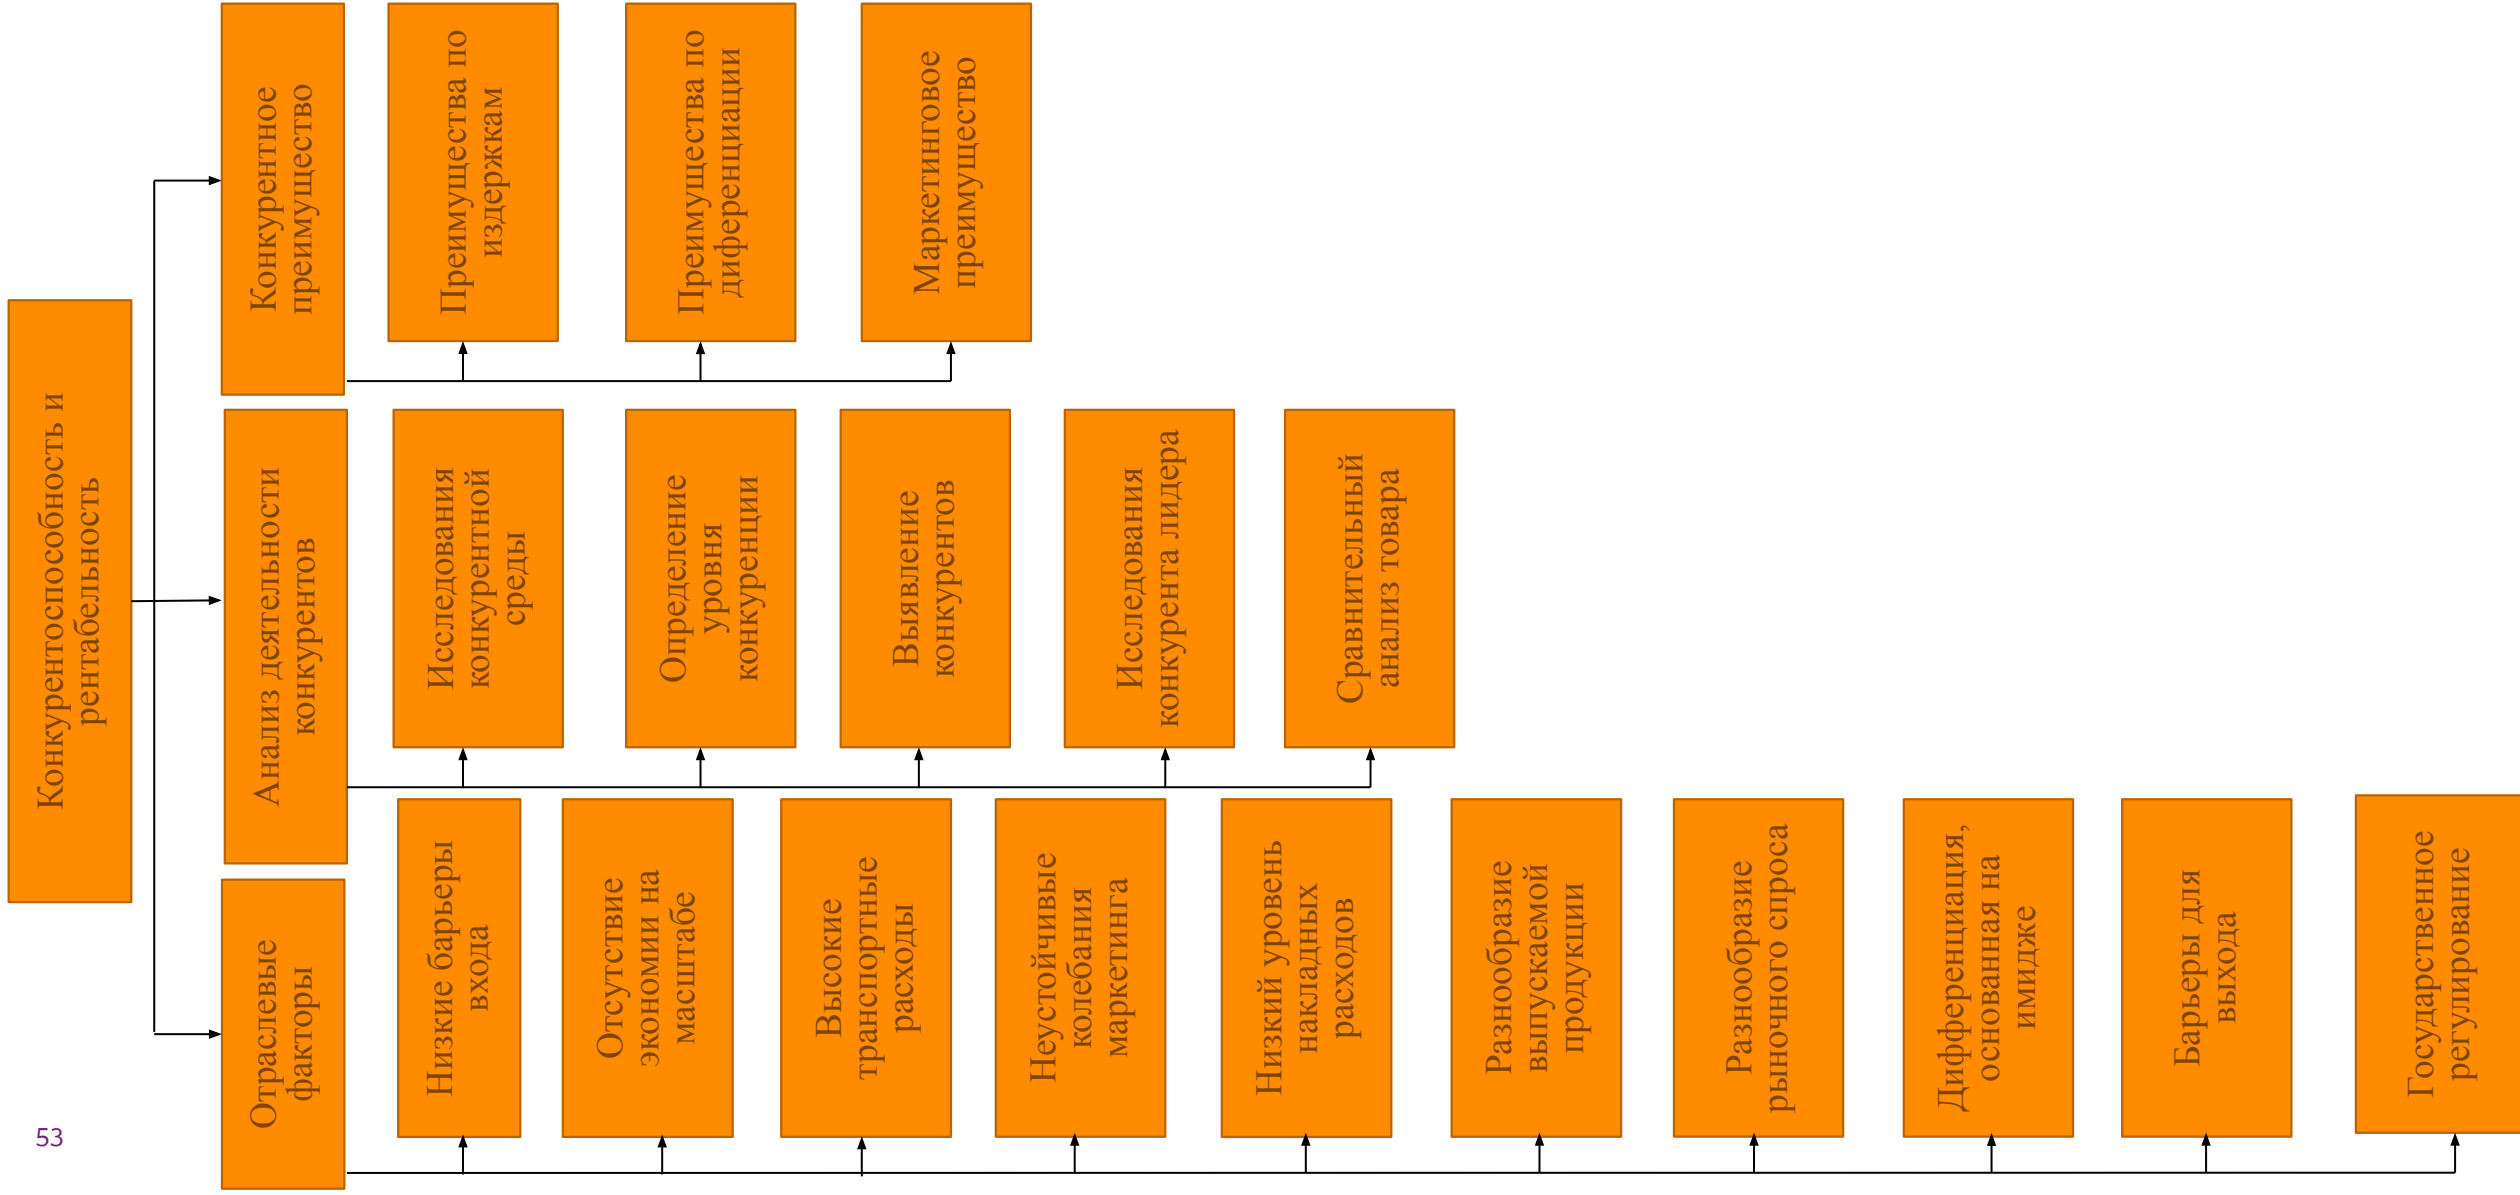 Конкурентоспособность и
рентабельность
Конкурентное
преимущество
Преимущества по
издержкам
Преимущества по
диференциации
Маркетинговое
преимущество
Анализ деятельности
конкурентов
Исследования
конкурентной
среды
Определение
уровня
конкуренции
Выявление
конкурентов
Исследования
конкурента лидера
Сравнительный
анализ товара
Отраслевые
факторы
Низкие барьеры
входа
Отсутствие
экономии на
масштабе
Высокие
транспортные
расходы
Неустойчивые
колебания
маркетинга
Низкий уровень
накладных
расходов
Разнообразие
выпускаемой
продукции
Разнообразие
рыночного спроса
Дифференциация,
основанная на
имидже
Барьеры для
выхода
Государственное
регулирование
53